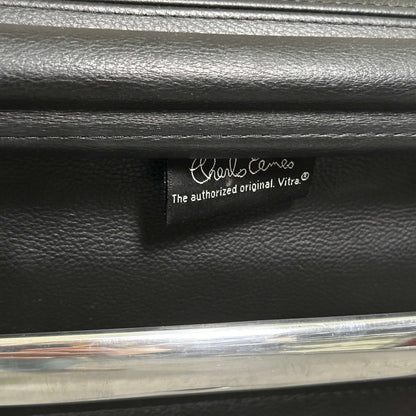 Charles Eames
The authorized original. Vitra.®